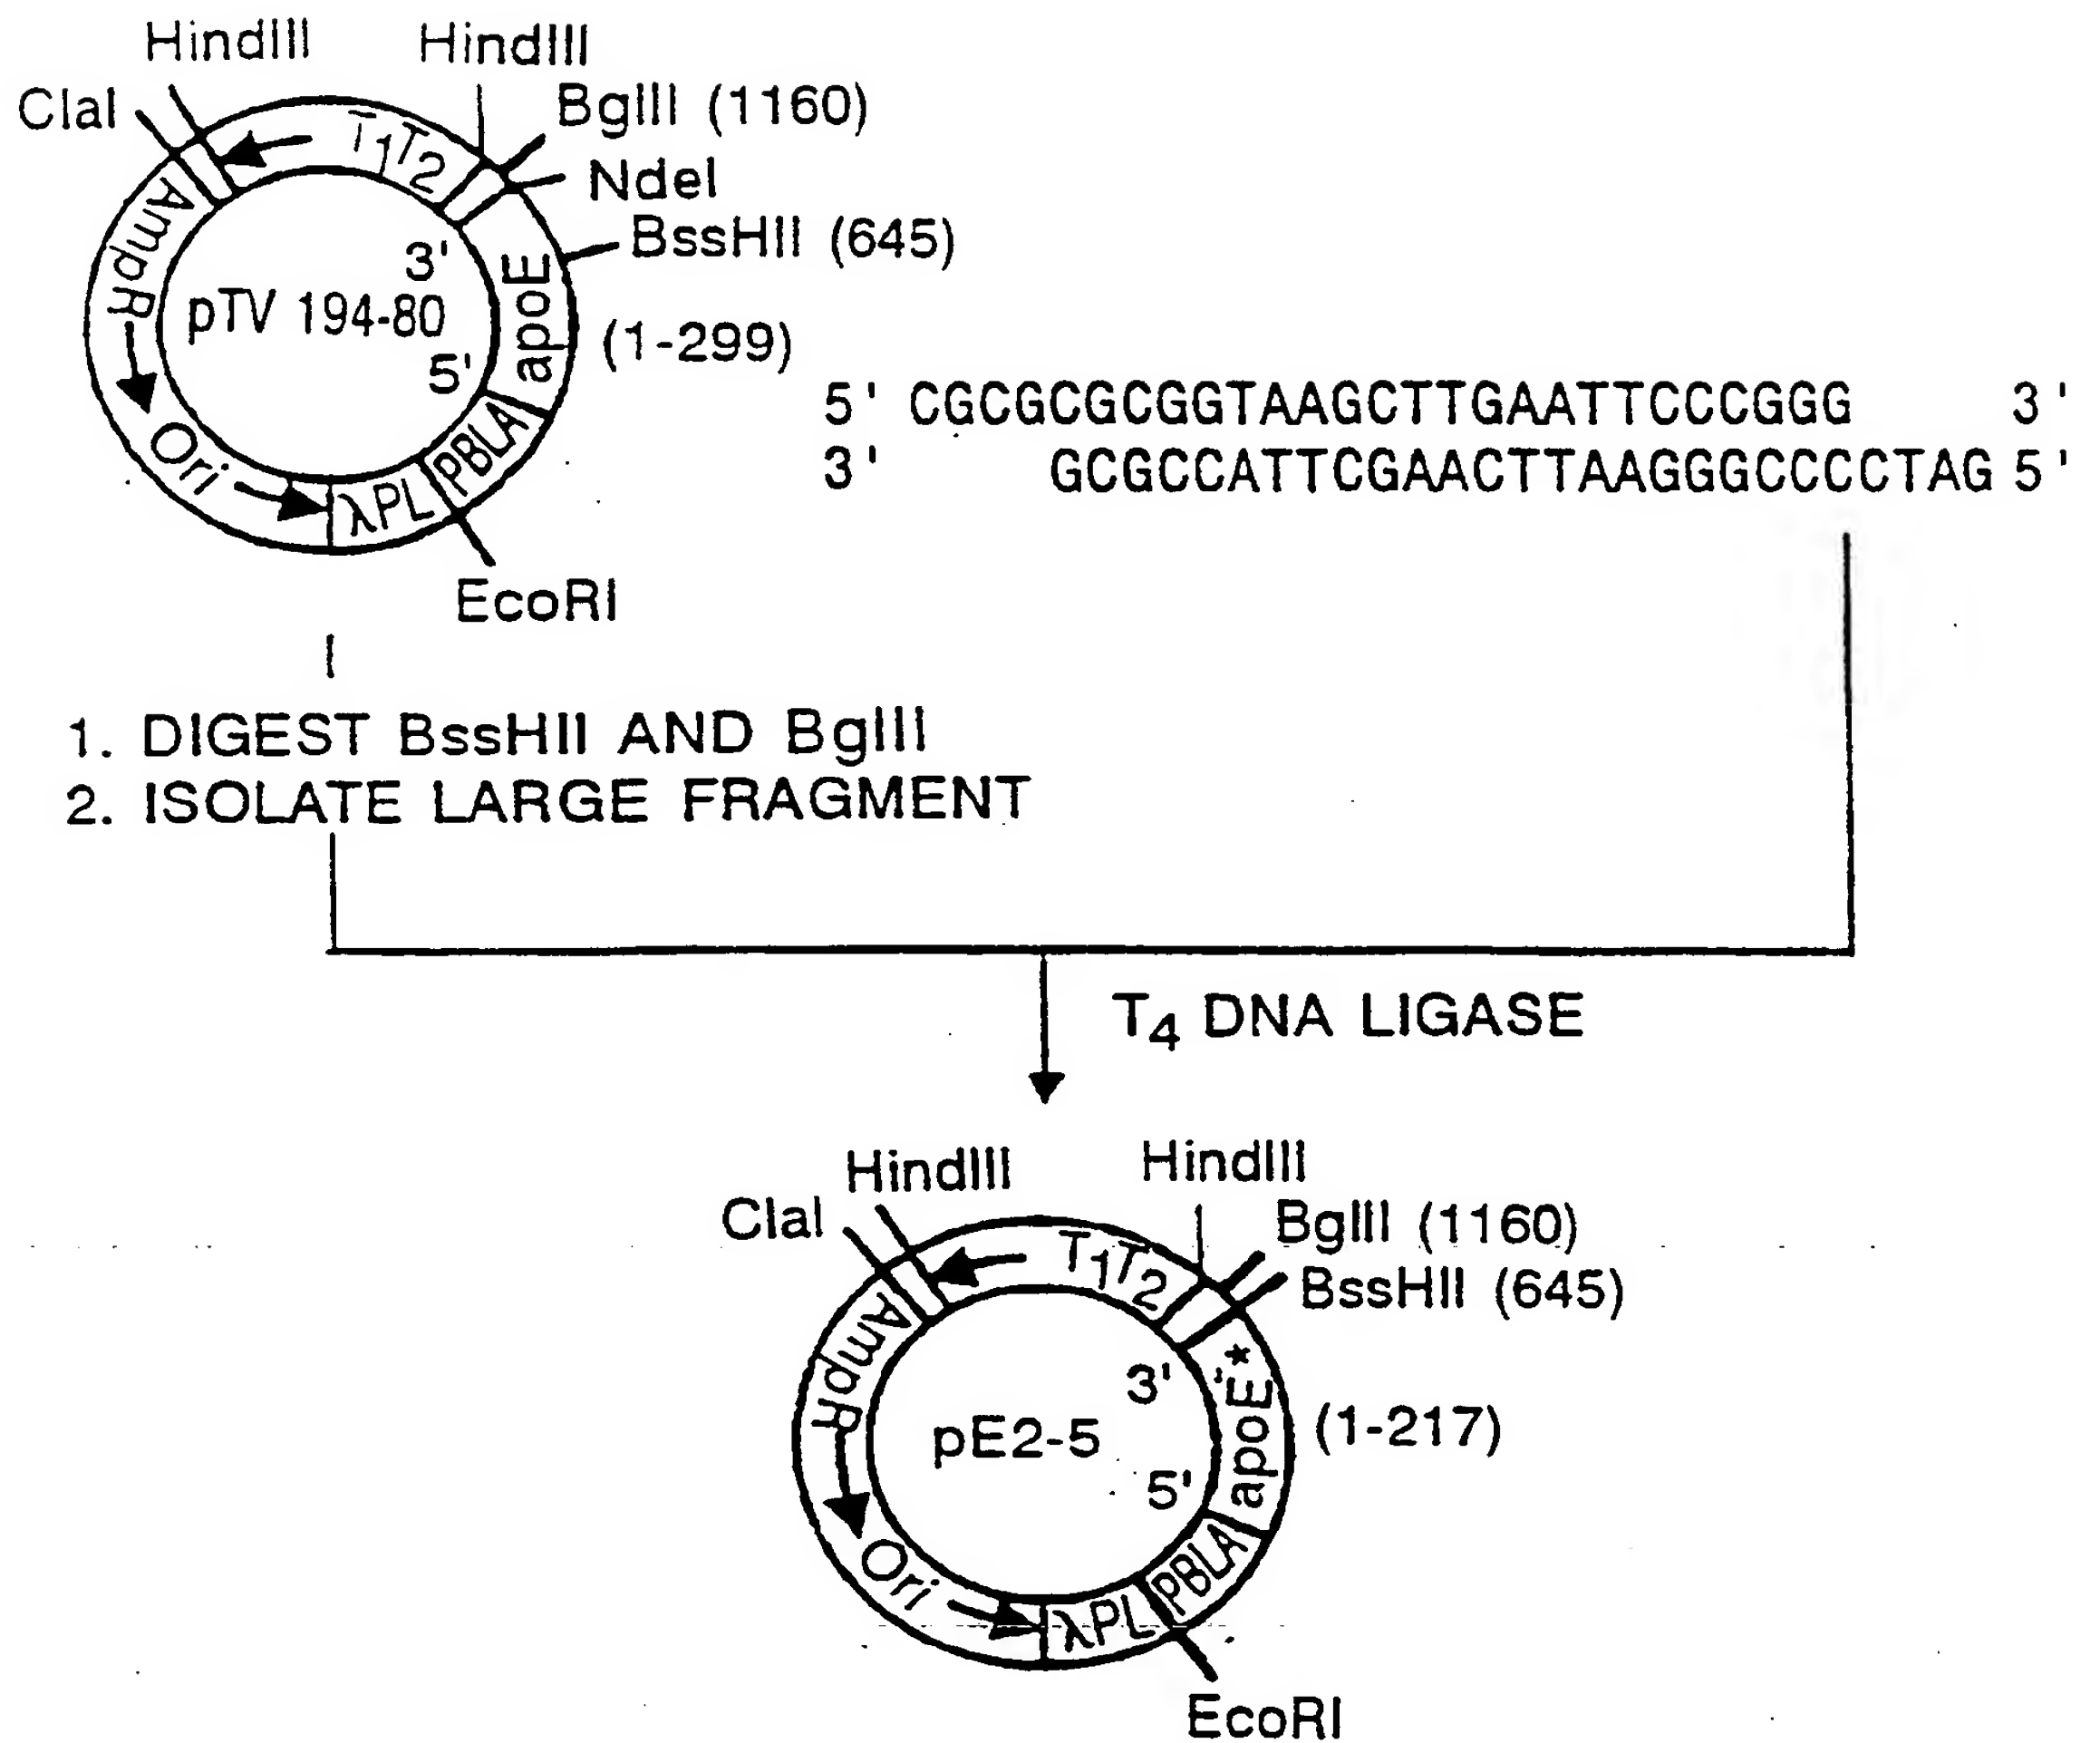 HindIII HindIII
ClaI BglII (1160)
NdeI
BssHII (645)
T1T2
AmpR
3'
pTV 194-80
apoE
(1-299)
5'
PBLA
λPL
Ori
EcoRI
5' CGCGCGCGGTAAGCTTGAATTCCCGGG 3'
3' GCGCCATTCGAACTTAAGGGCCCCTAG 5'
1. DIGEST BssHII AND BglII
2. ISOLATE LARGE FRAGMENT
T4 DNA LIGASE
HindIII HindIII
ClaI BglII (1160)
BssHII (645)
T1T2
AmpR
3'
pE2-5
apoE*
(1-217)
5'
PBLA
λPL
Ori
EcoRI